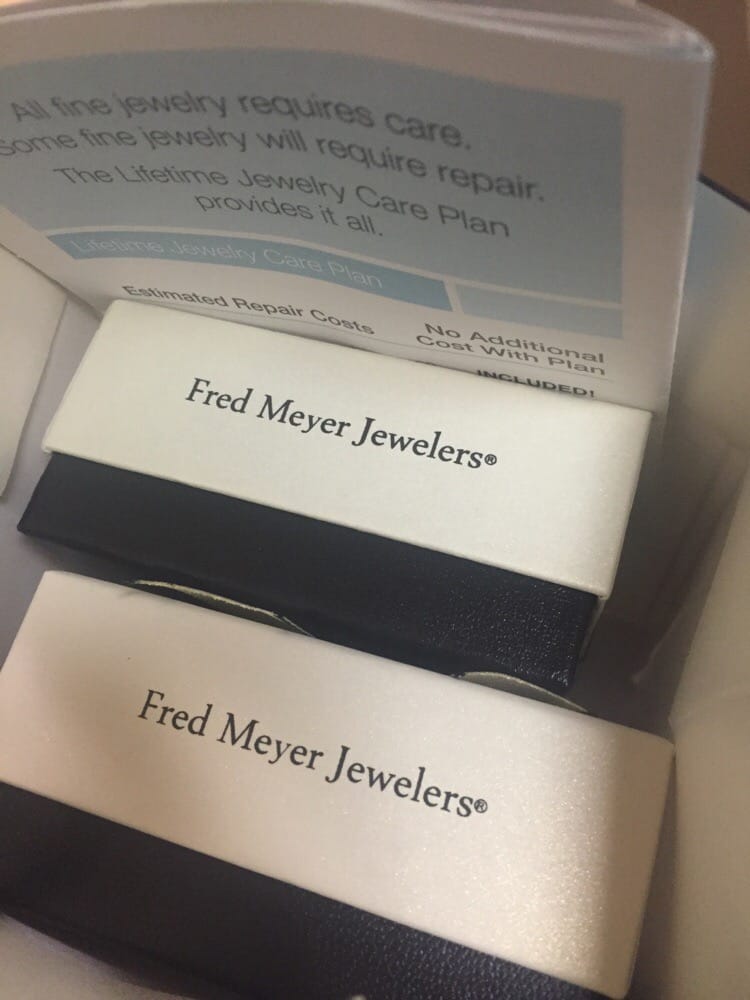 All fine jewelry requires care.
Some fine jewelry will require repair.
The Lifetime Jewelry Care Plan
provides it all.
Lifetime Jewelry Care Plan
Estimated Repair Costs
No Additional
Cost With Plan
INCLUDED!
Fred Meyer Jewelers®
Fred Meyer Jewelers®